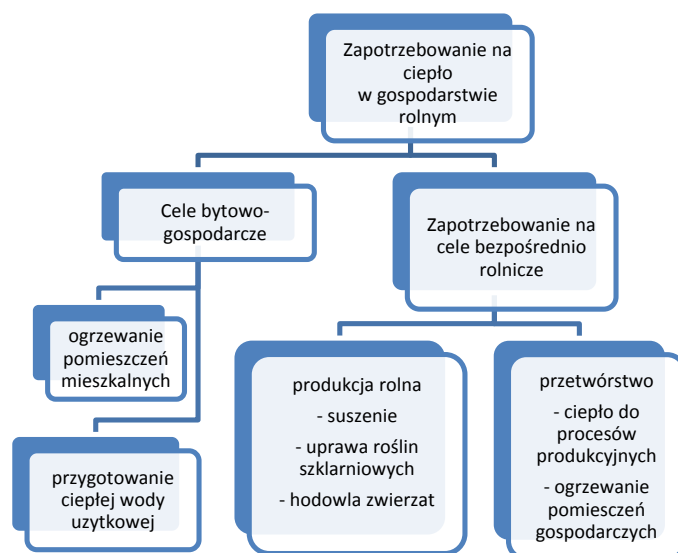 Zapotrzebowanie na
ciepło
w gospodarstwie
rolnym
Cele bytowo-
gospodarcze
Zapotrzebowanie na
cele bezpośrednio
rolnicze
ogrzewanie
pomieszczeń
mieszkalnych
przygotowanie
ciepłej wody
uzytkowej
produkcja rolna
- suszenie
- uprawa roślin
szklarniowych
- hodowla zwierzat
przetwórstwo
- ciepło do
procesów
produkcyjnych
- ogrzewanie
pomiesczeń
gospodarczych